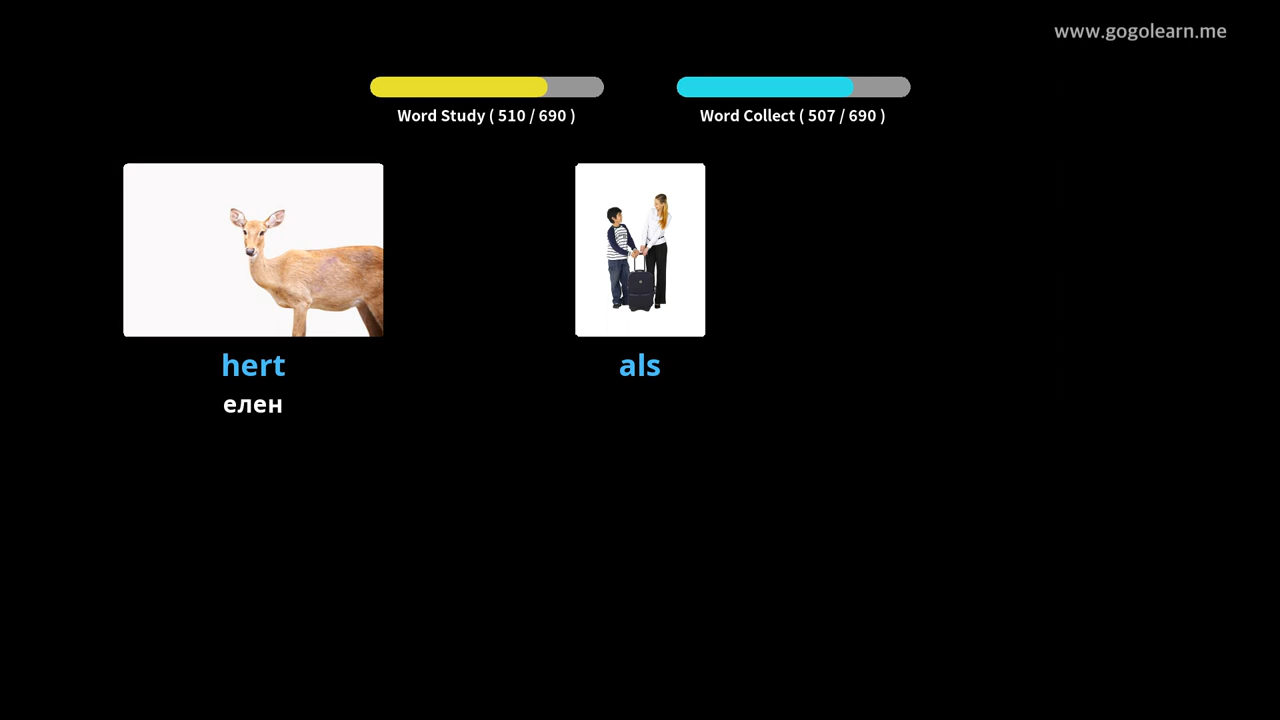 www.gogolearn.me
Word Study ( 510 / 690 )
Word Collect ( 507 / 690 )
hert
als
елен